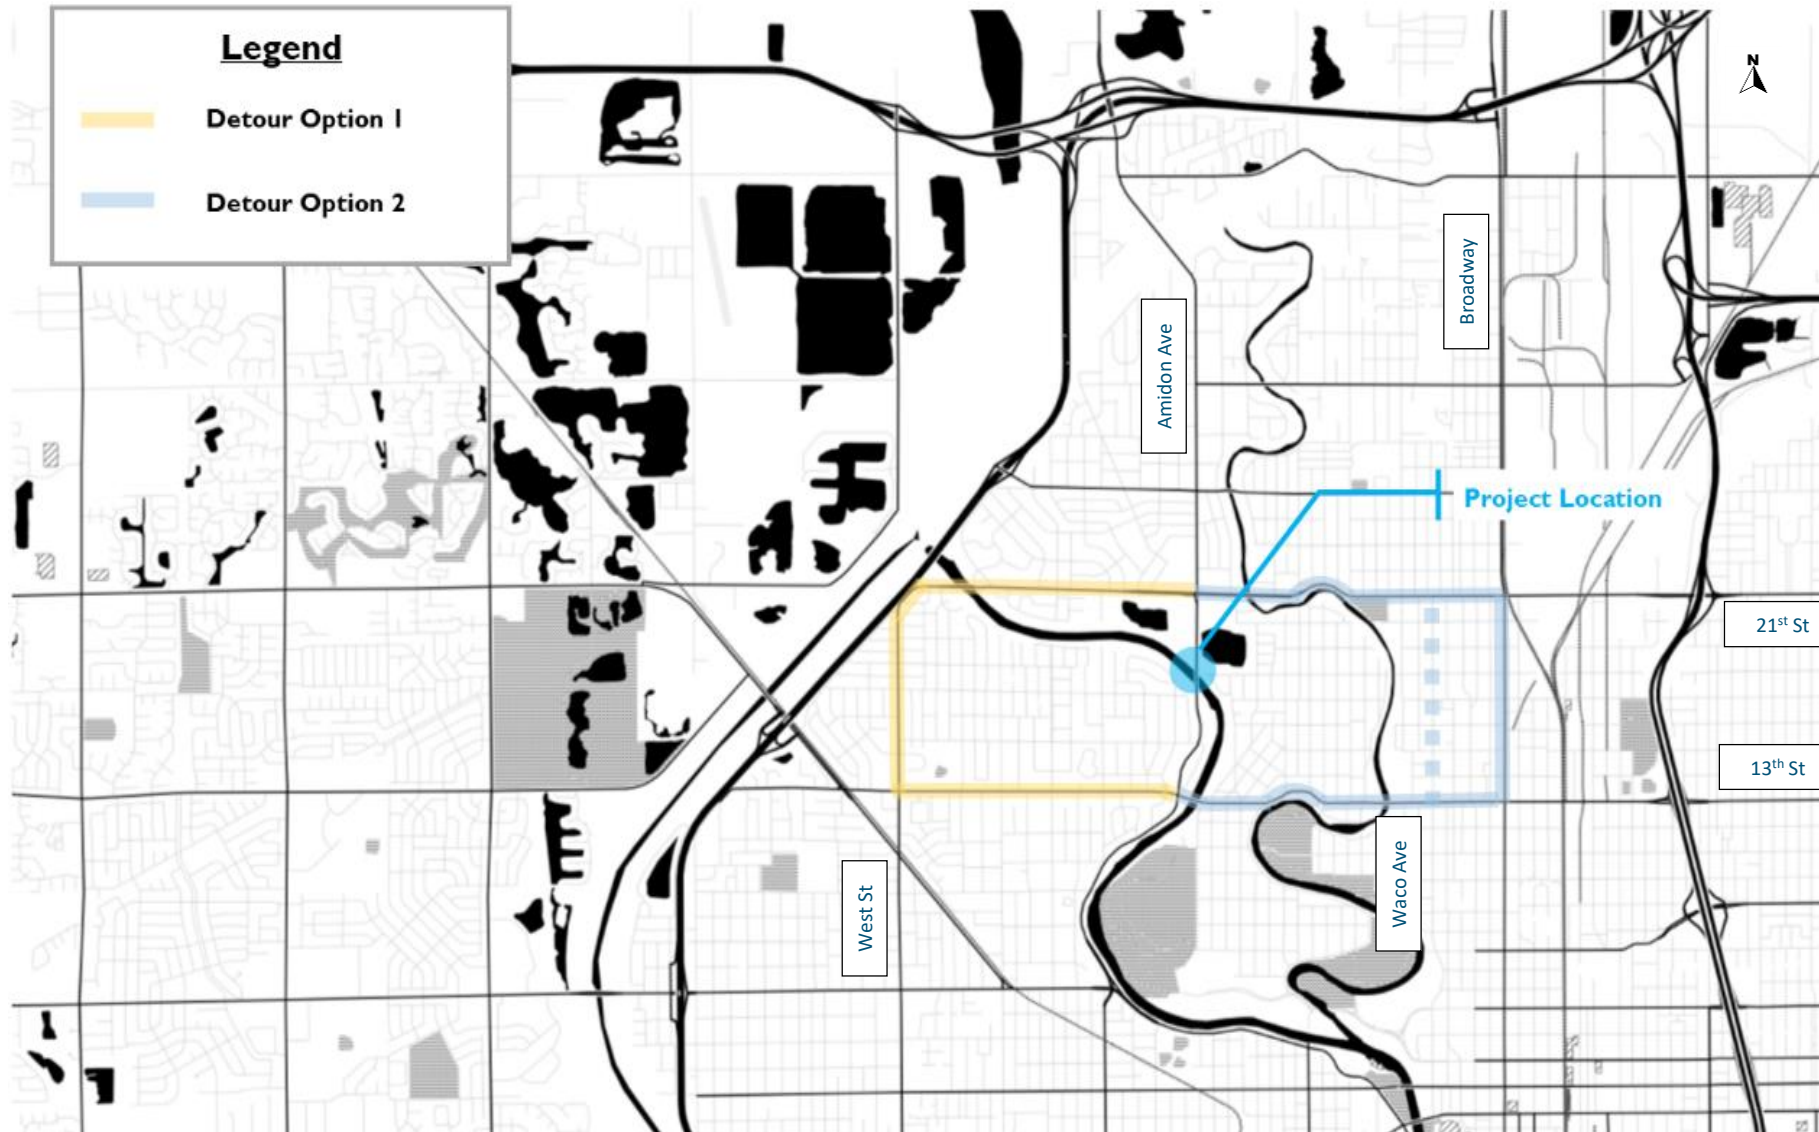 Legend
Detour Option 1
Detour Option 2
N
Broadway
Amidon Ave
Project Location
21st St
13th St
West St
Waco Ave